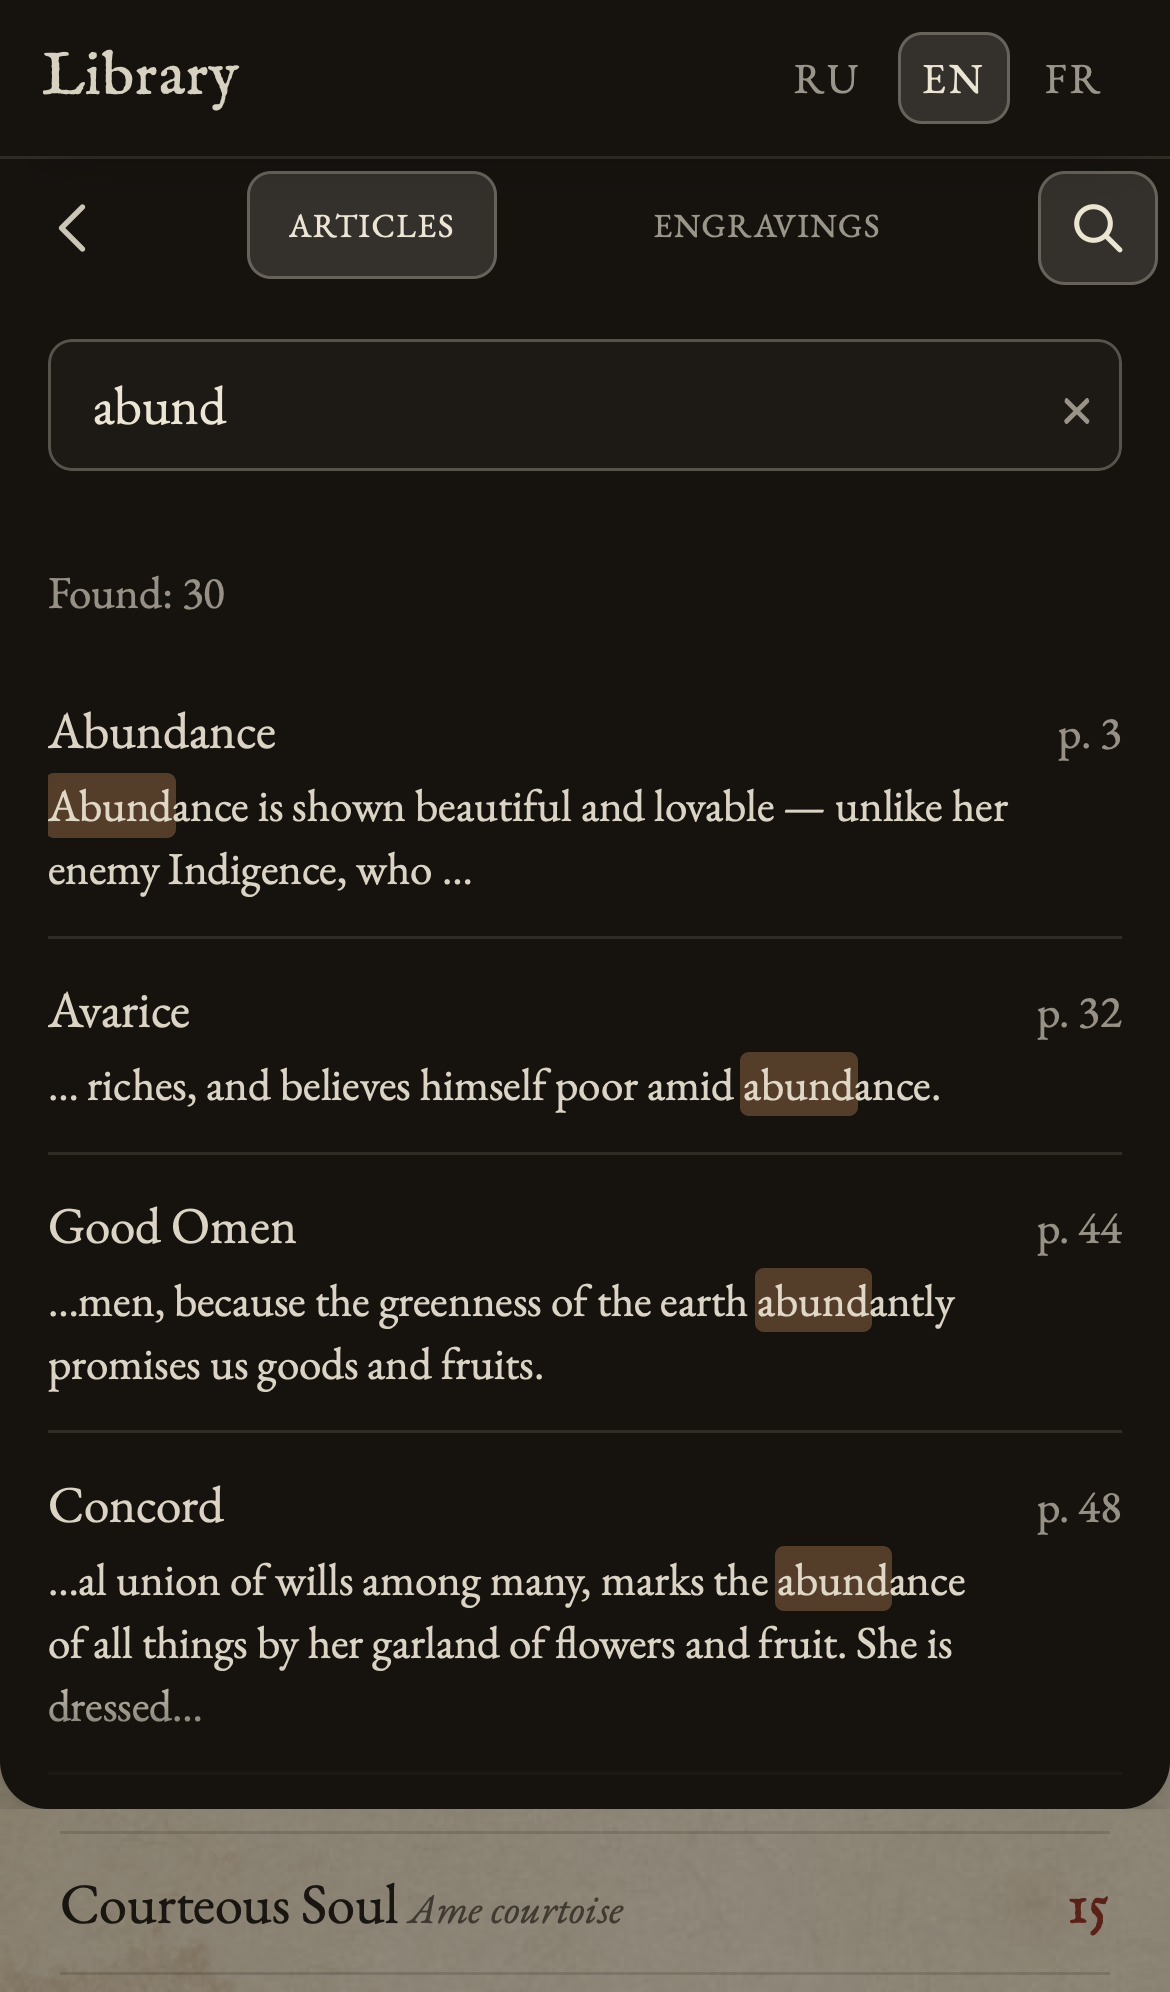 Library
RU EN FR
ARTICLES ENGRAVINGS
abund
Found: 30
Abundance p. 3
Abundance is shown beautiful and lovable — unlike her
enemy Indigence, who ...
Avarice p. 32
... riches, and believes himself poor amid abundance.
Good Omen p. 44
...men, because the greenness of the earth abundantly
promises us goods and fruits.
Concord p. 48
...al union of wills among many, marks the abundance
of all things by her garland of flowers and fruit. She is
dressed...
Courteous Soul Ame courtoise 15